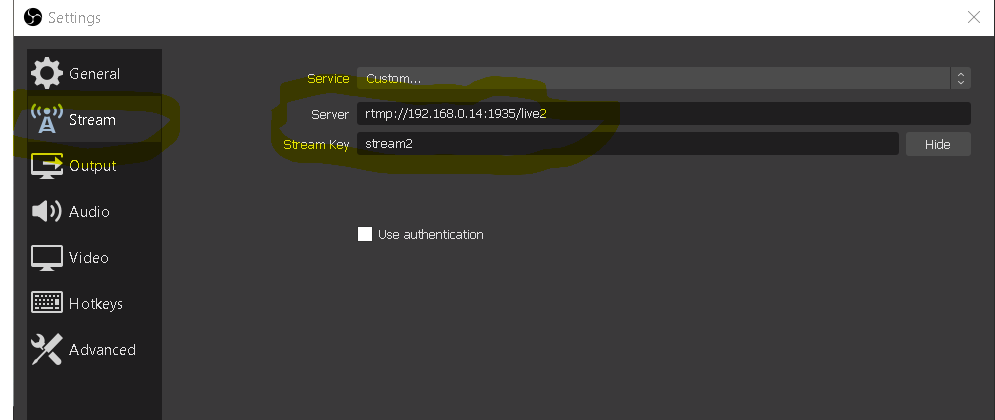 Settings
General
Stream
Output
Audio
Video
Hotkeys
Advanced
Service Custom...
Server rtmp://192.168.0.14:1935/live2
Stream Key stream2 Hide
Use authentication